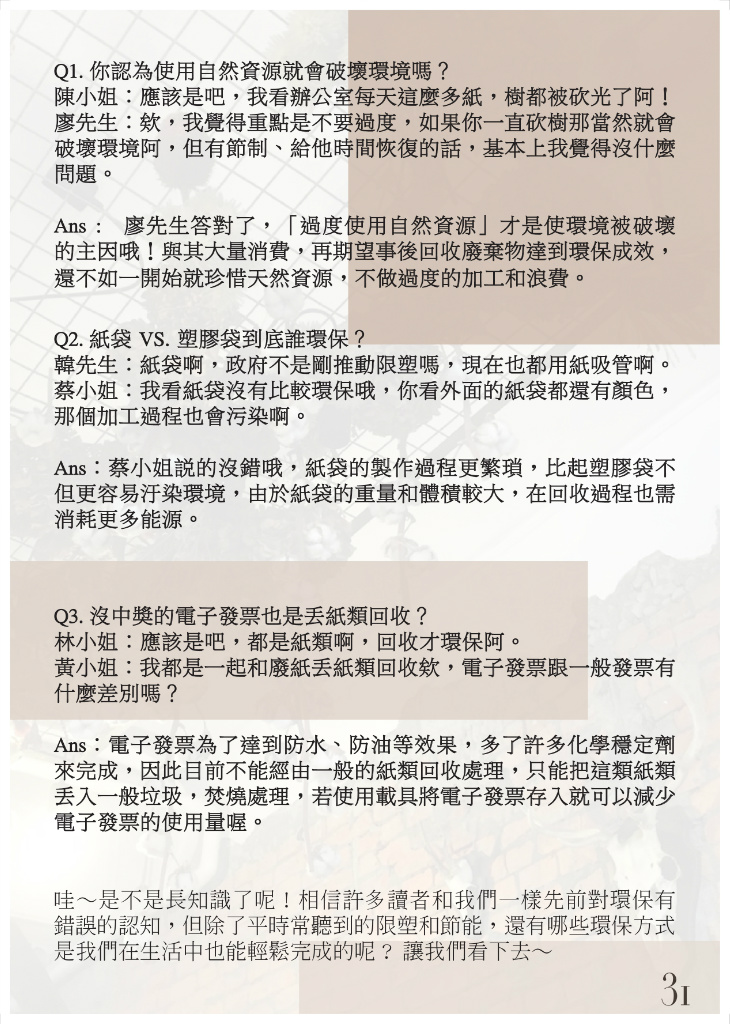 Q1. 你認為使用自然資源就會破壞環境嗎？
陳小姐：應該是吧，我看辦公室每天這麼多紙，樹都被砍光了阿！
廖先生：欸，我覺得重點是不要過度，如果你一直砍樹那當然就會
破壞環境阿，但有節制、給他時間恢復的話，基本上我覺得沒什麼
問題。
Ans： 廖先生答對了，「過度使用自然資源」才是使環境被破壞
的主因哦！與其大量消費，再期望事後回收廢棄物達到環保成效，
還不如一開始就珍惜天然資源，不做過度的加工和浪費。
Q2. 紙袋 VS. 塑膠袋到底誰環保？
韓先生：紙袋啊，政府不是剛推動限塑嗎，現在也都用紙吸管啊。
蔡小姐：我看紙袋沒有比較環保哦，你看外面的紙袋都還有顏色，
那個加工過程也會污染啊。
Ans：蔡小姐說的沒錯哦，紙袋的製作過程更繁瑣，比起塑膠袋不
但更容易汙染環境，由於紙袋的重量和體積較大，在回收過程也需
消耗更多能源。
Q3. 沒中獎的電子發票也是丟紙類回收？
林小姐：應該是吧，都是紙類啊，回收才環保阿。
黃小姐：我都是一起和廢紙丟紙類回收欸，電子發票跟一般發票有
什麼差別嗎？
Ans：電子發票為了達到防水、防油等效果，多了許多化學穩定劑
來完成，因此目前不能經由一般的紙類回收處理，只能把這類紙類
丟入一般垃圾，焚燒處理，若使用載具將電子發票存入就可以減少
電子發票的使用量喔。
哇～是不是長知識了呢！相信許多讀者和我們一樣先前對環保有
錯誤的認知，但除了平時常聽到的限塑和節能，還有哪些環保方式
是我們在生活中也能輕鬆完成的呢？ 讓我們看下去～
31